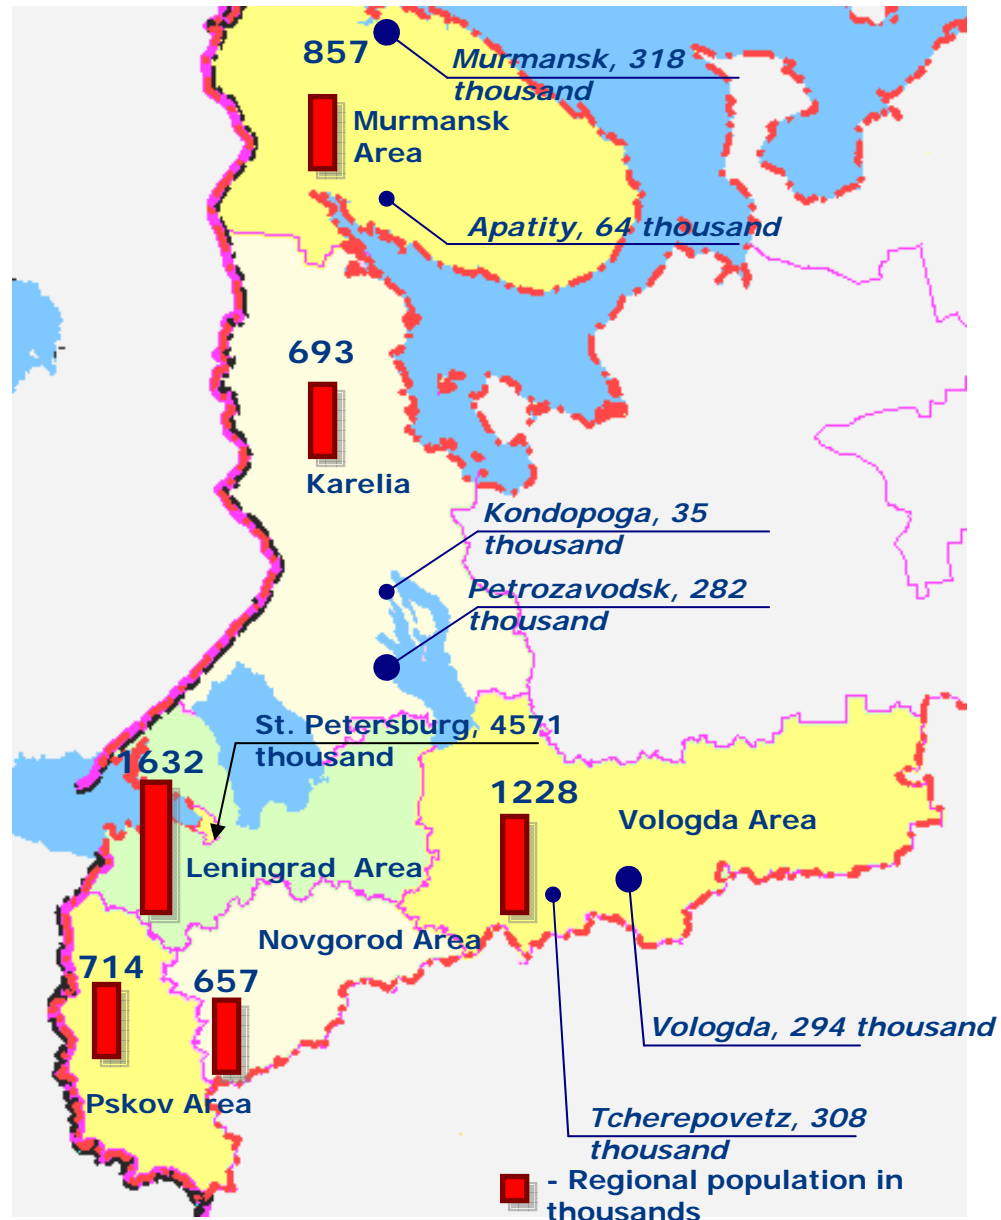 857
Murmansk, 318
thousand
Murmansk
Area
Apatity, 64 thousand
693
Karelia
Kondopoga, 35
thousand
Petrozavodsk, 282
thousand
St. Petersburg, 4571
thousand
1632
1228
Vologda Area
Leningrad Area
Novgorod Area
714
657
Vologda, 294 thousand
Pskov Area
Tcherepovetz, 308
thousand
- Regional population in
thousands